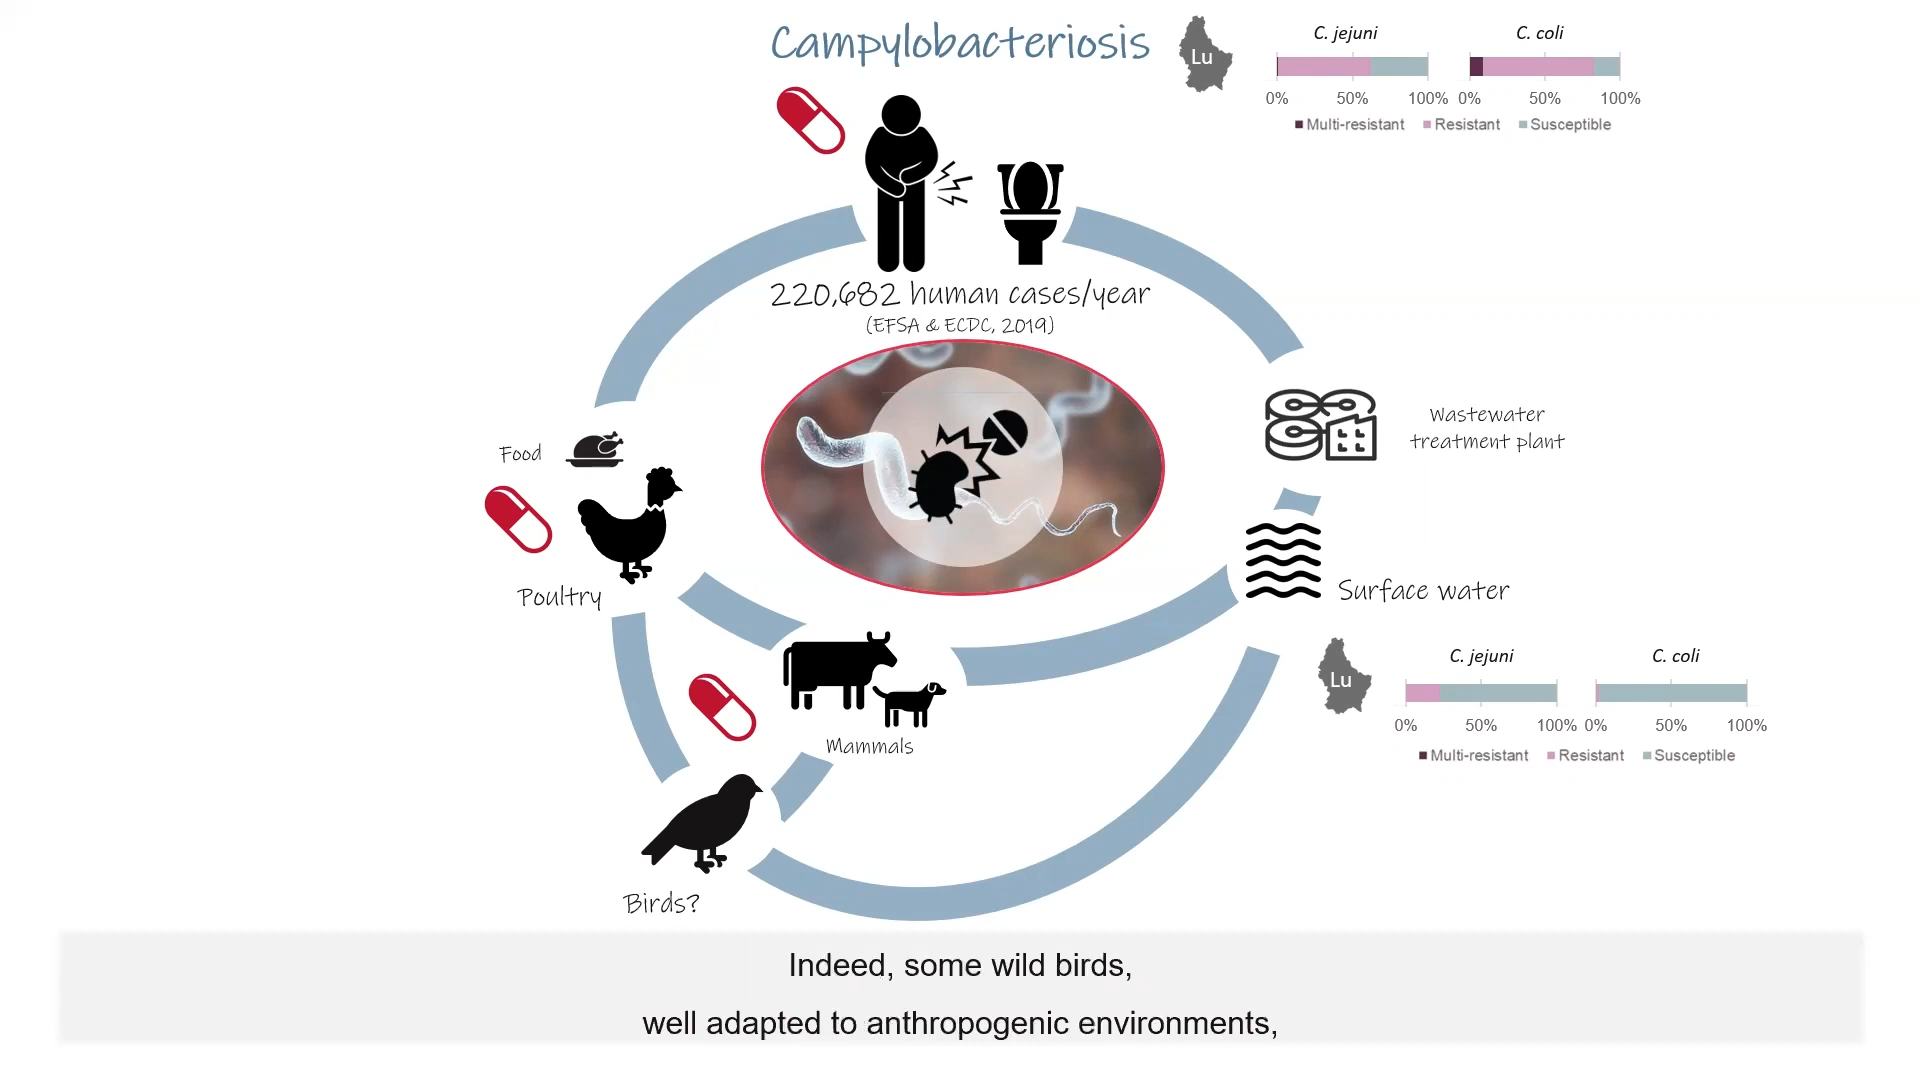 Campylobacteriosis
Lu
C. jejuni
C. coli
0% 50% 100% 0% 50% 100%
Multi-resistant Resistant Susceptible
220,682 human cases/year
(EFSA & ECDC, 2019)
Wastewater
treatment plant
Food
Poultry
Surface water
Lu
C. jejuni
C. coli
0% 50% 100% 0% 50% 100%
Multi-resistant Resistant Susceptible
Mammals
Birds?
Indeed, some wild birds,
well adapted to anthropogenic environments,